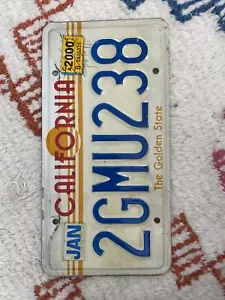 CALIFORNIA
JAN
2000
2GMU238
The Golden State